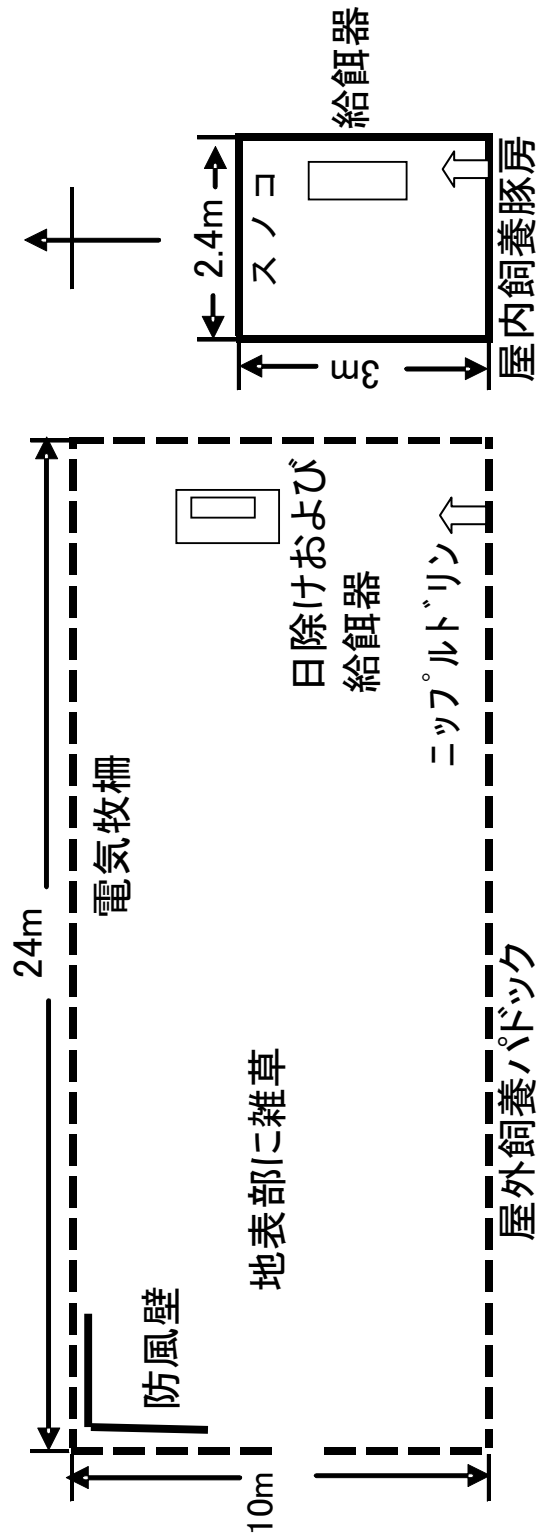 24m
10m
防風壁
電気牧柵
地表部に雑草
日除けおよび
給餌器
ニップルドリン
屋外飼養パドック
2.4m
3m
スノコ
給餌器
屋内飼養豚房